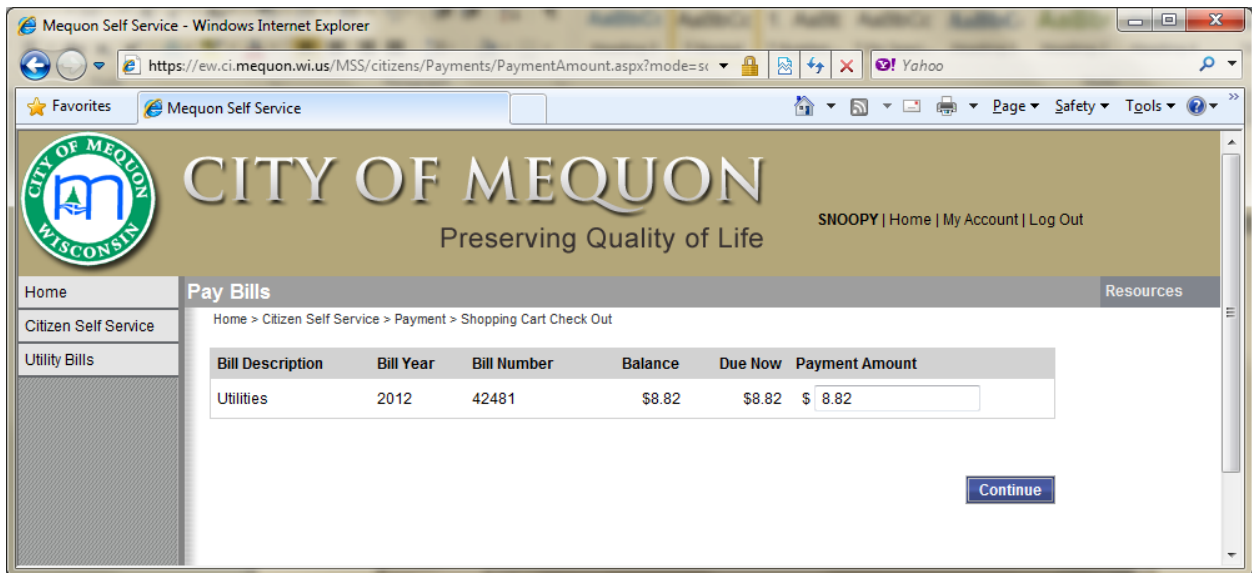 Mequon Self Service - Windows Internet Explorer
https://ew.ci.mequon.wi.us/MSS/citizens/Payments/PaymentAmount.aspx?mode=sc
Yahoo
Favorites
Mequon Self Service
Page
Safety
Tools
CITY OF MEQUON
WISCONSIN
CITY OF MEQUON
Preserving Quality of Life
SNOOPY | Home | My Account | Log Out
Home
Citizen Self Service
Utility Bills
Pay Bills
Resources
Home > Citizen Self Service > Payment > Shopping Cart Check Out
Bill Description Bill Year Bill Number Balance Due Now Payment Amount
Utilities 2012 42481 $8.82 $8.82 $ 8.82
Continue